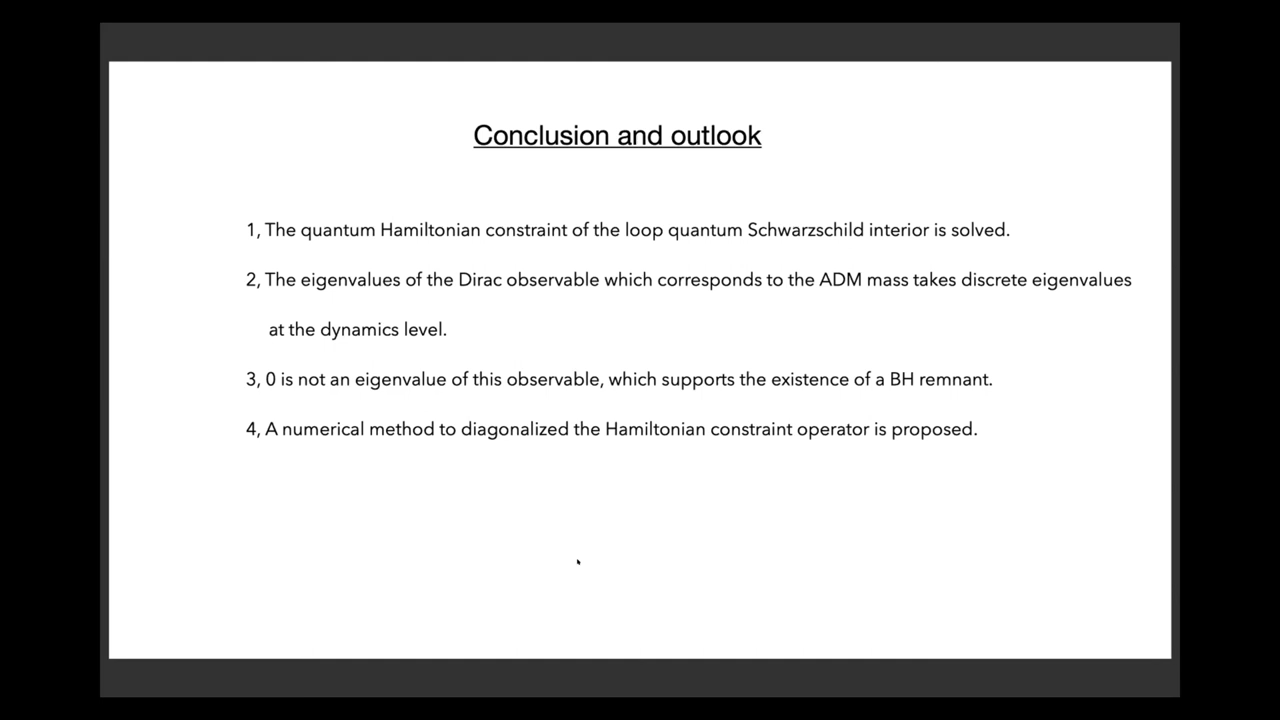 Conclusion and outlook
1, The quantum Hamiltonian constraint of the loop quantum Schwarzschild interior is solved.
2, The eigenvalues of the Dirac observable which corresponds to the ADM mass takes discrete eigenvalues
at the dynamics level.
3, 0 is not an eigenvalue of this observable, which supports the existence of a BH remnant.
4, A numerical method to diagonalized the Hamiltonian constraint operator is proposed.